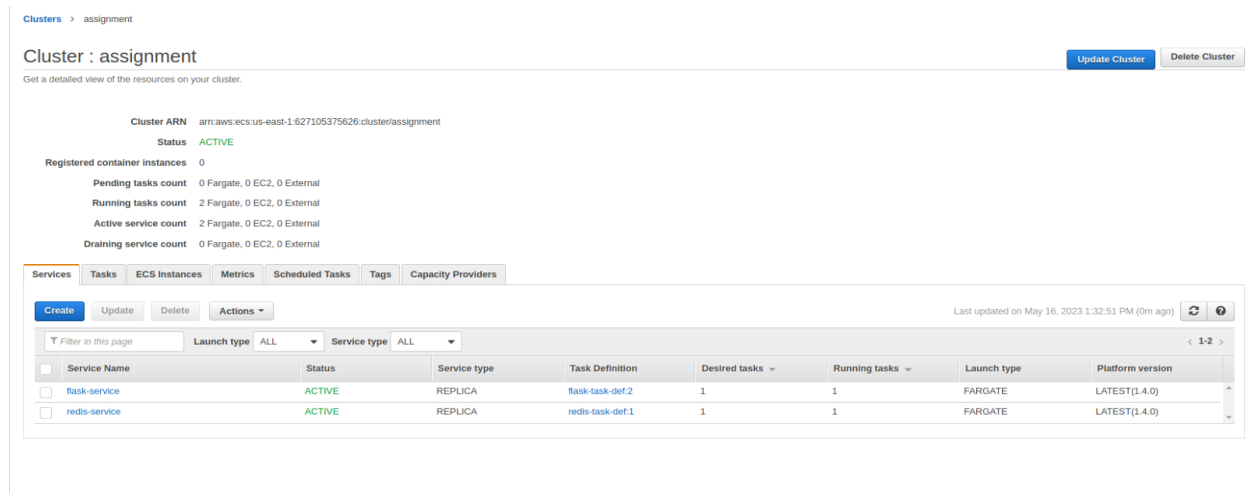 Clusters > assignment
Cluster : assignment
Update Cluster Delete Cluster
Get a detailed view of the resources on your cluster.
Cluster ARN arn:aws:ecs:us-east-1:627105375626:cluster/assignment
Status ACTIVE
Registered container instances 0
Pending tasks count 0 Fargate, 0 EC2, 0 External
Running tasks count 2 Fargate, 0 EC2, 0 External
Active service count 2 Fargate, 0 EC2, 0 External
Draining service count 0 Fargate, 0 EC2, 0 External
Services Tasks ECS Instances Metrics Scheduled Tasks Tags Capacity Providers
Create Update Delete Actions Last updated on May 16, 2023 1:32:51 PM (0m ago)
Filter in this page Launch type ALL Service type ALL < 1-2 >
Service Name Status Service type Task Definition Desired tasks Running tasks Launch type Platform version
flask-service ACTIVE REPLICA flask-task-def:2 1 1 FARGATE LATEST(1.4.0)
redis-service ACTIVE REPLICA redis-task-def:1 1 1 FARGATE LATEST(1.4.0)